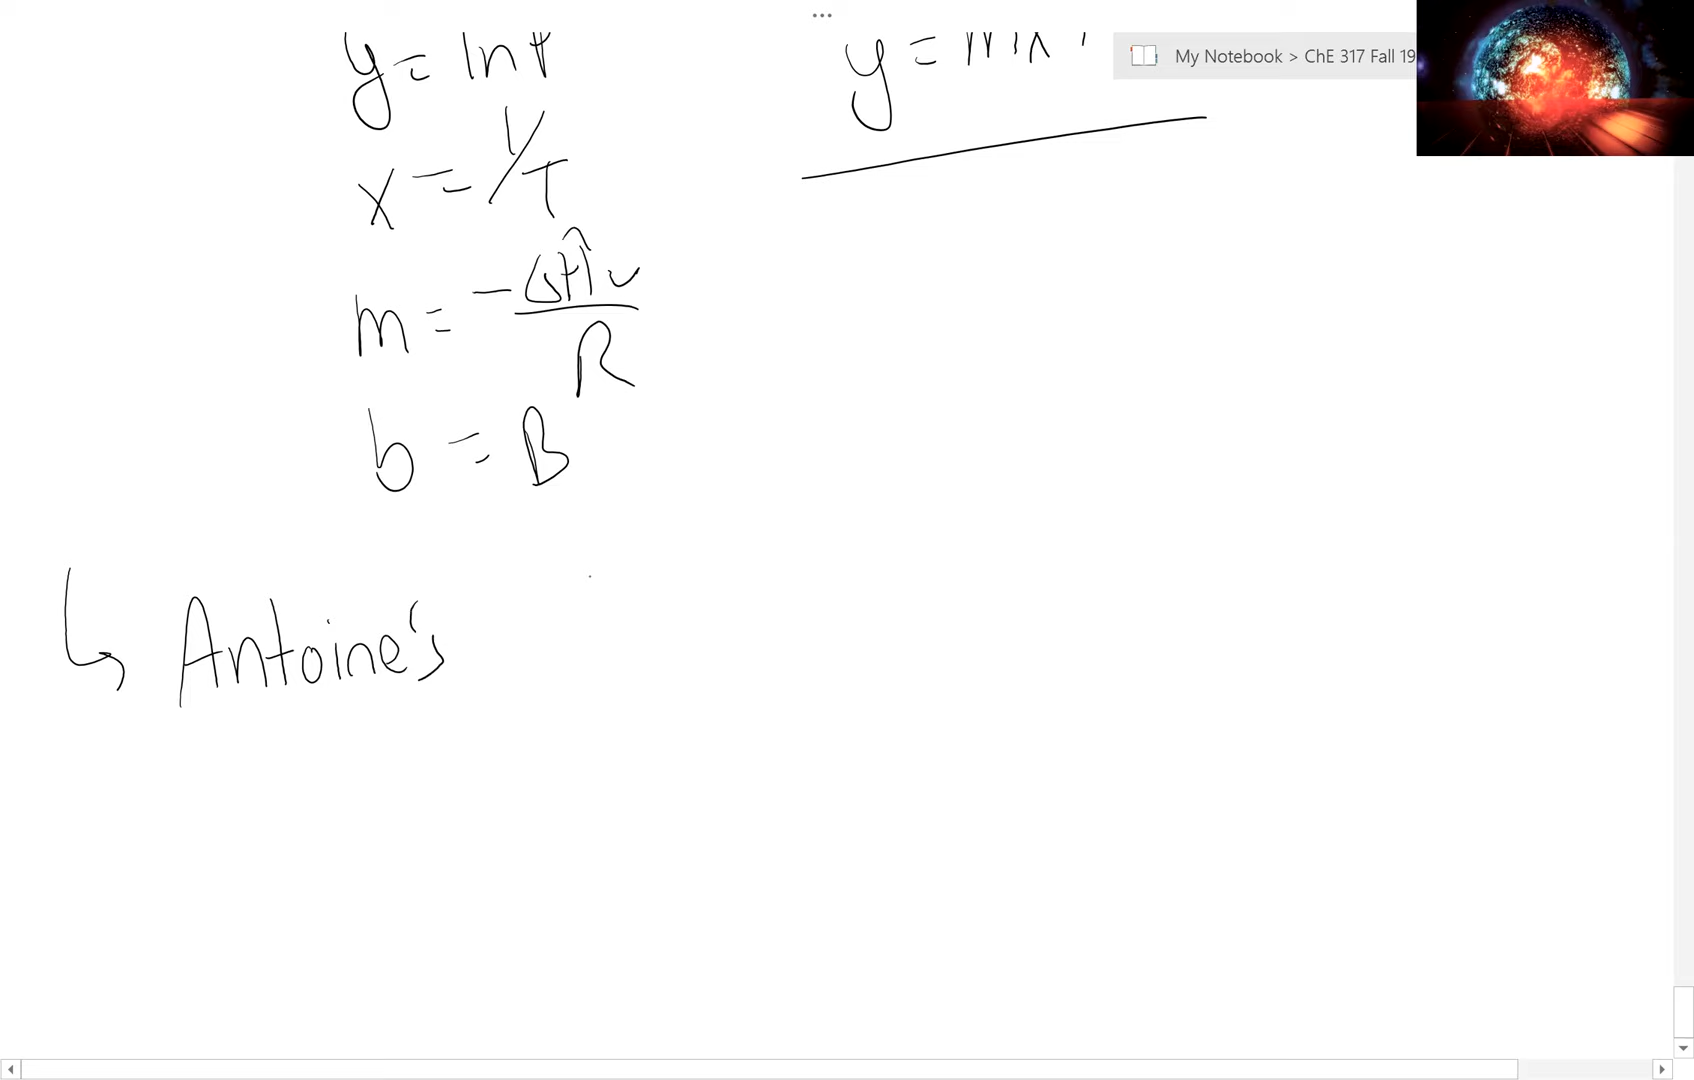 y = ln P
y = mx +
My Notebook > ChE 317 Fall 19
x = 1/T
m = -ΔĤv/R
b = B
↳ Antoine's